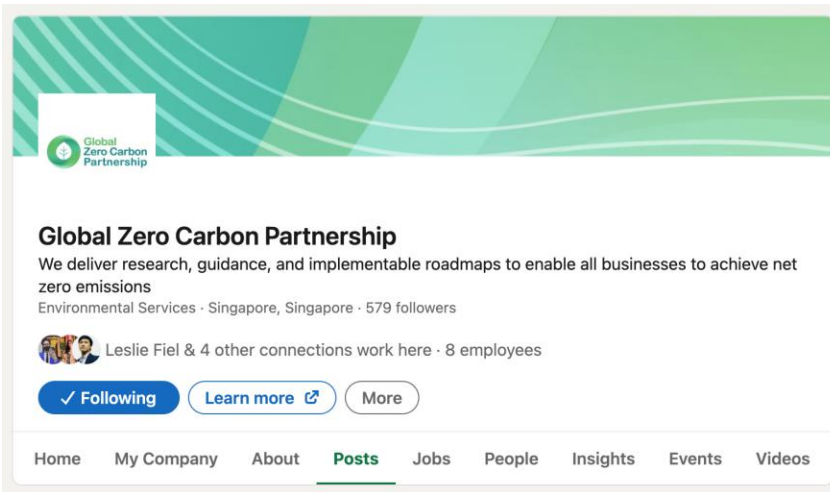 Global
Zero Carbon
Partnership
Global Zero Carbon Partnership
We deliver research, guidance, and implementable roadmaps to enable all businesses to achieve net
zero emissions
Environmental Services · Singapore, Singapore · 579 followers
Leslie Fiel & 4 other connections work here · 8 employees
✓ Following
Learn more
More
Home My Company About Posts Jobs People Insights Events Videos